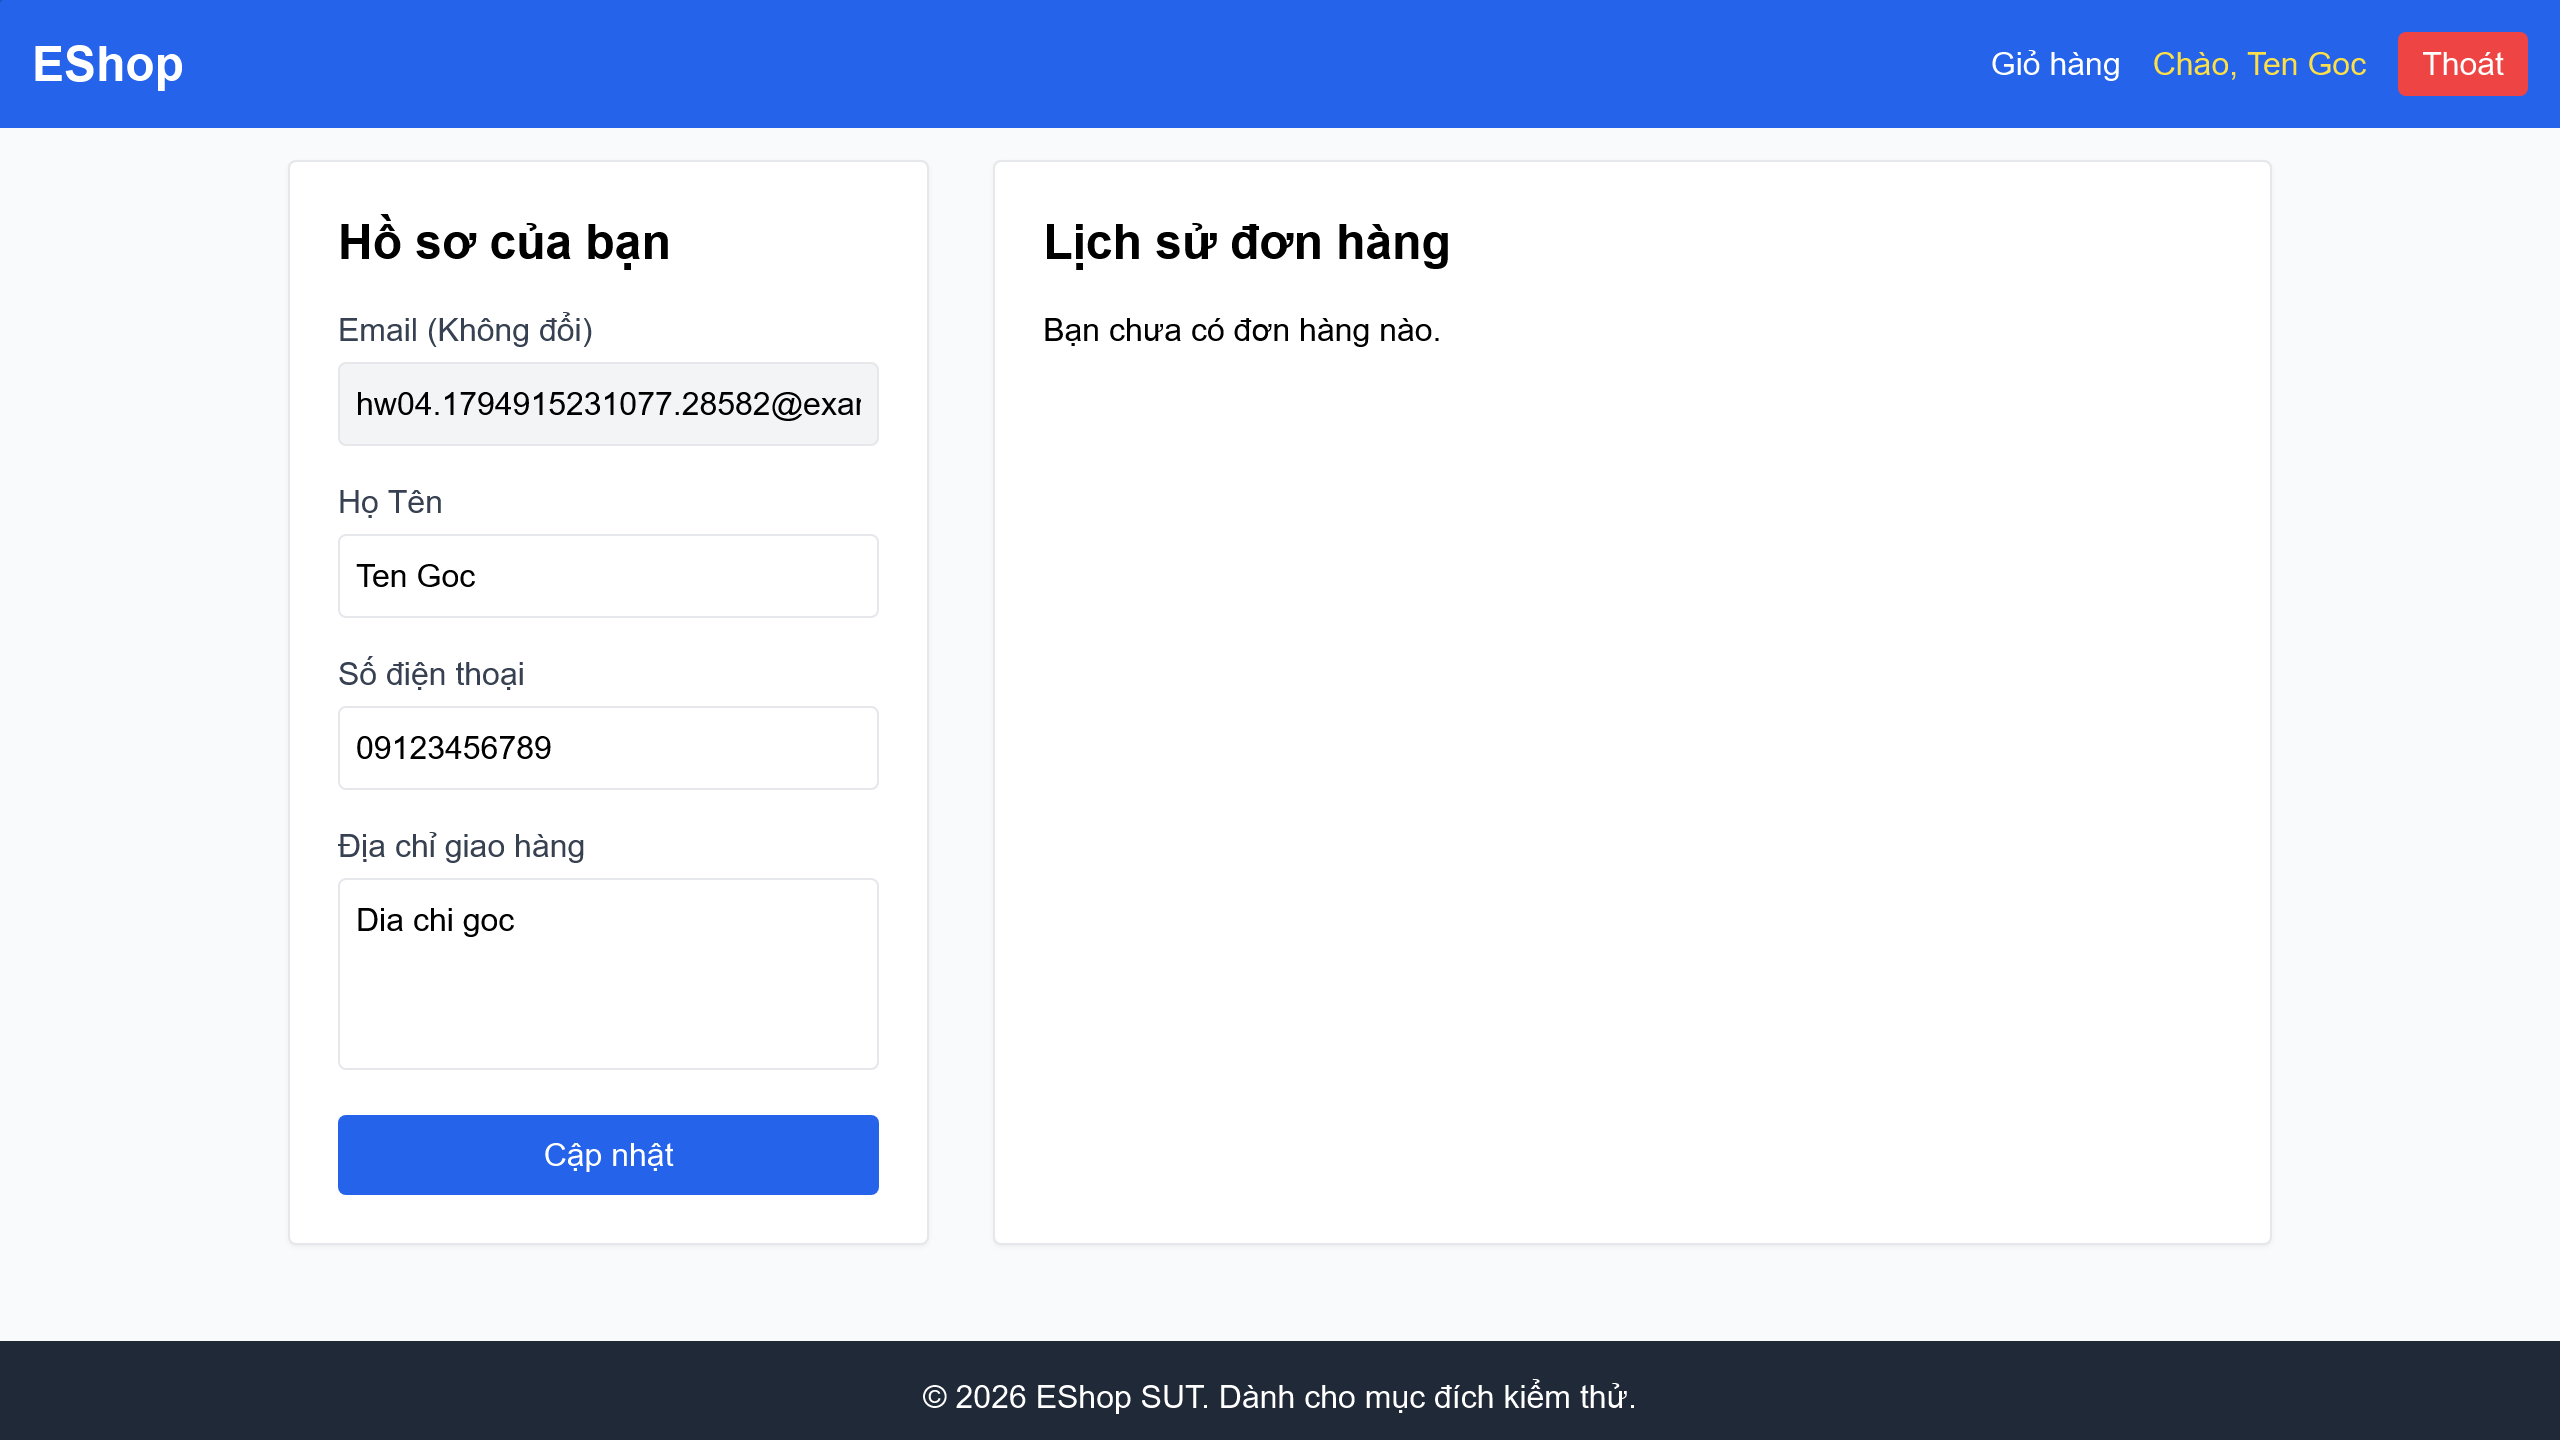 EShop
Giỏ hàng
Chào, Ten Goc
Thoát
Hồ sơ của bạn
Email (Không đổi)
hw04.1794915231077.28582@exam
Họ Tên
Ten Goc
Số điện thoại
09123456789
Địa chỉ giao hàng
Dia chi goc
Cập nhật
Lịch sử đơn hàng
Bạn chưa có đơn hàng nào.
© 2026 EShop SUT. Dành cho mục đích kiểm thử.